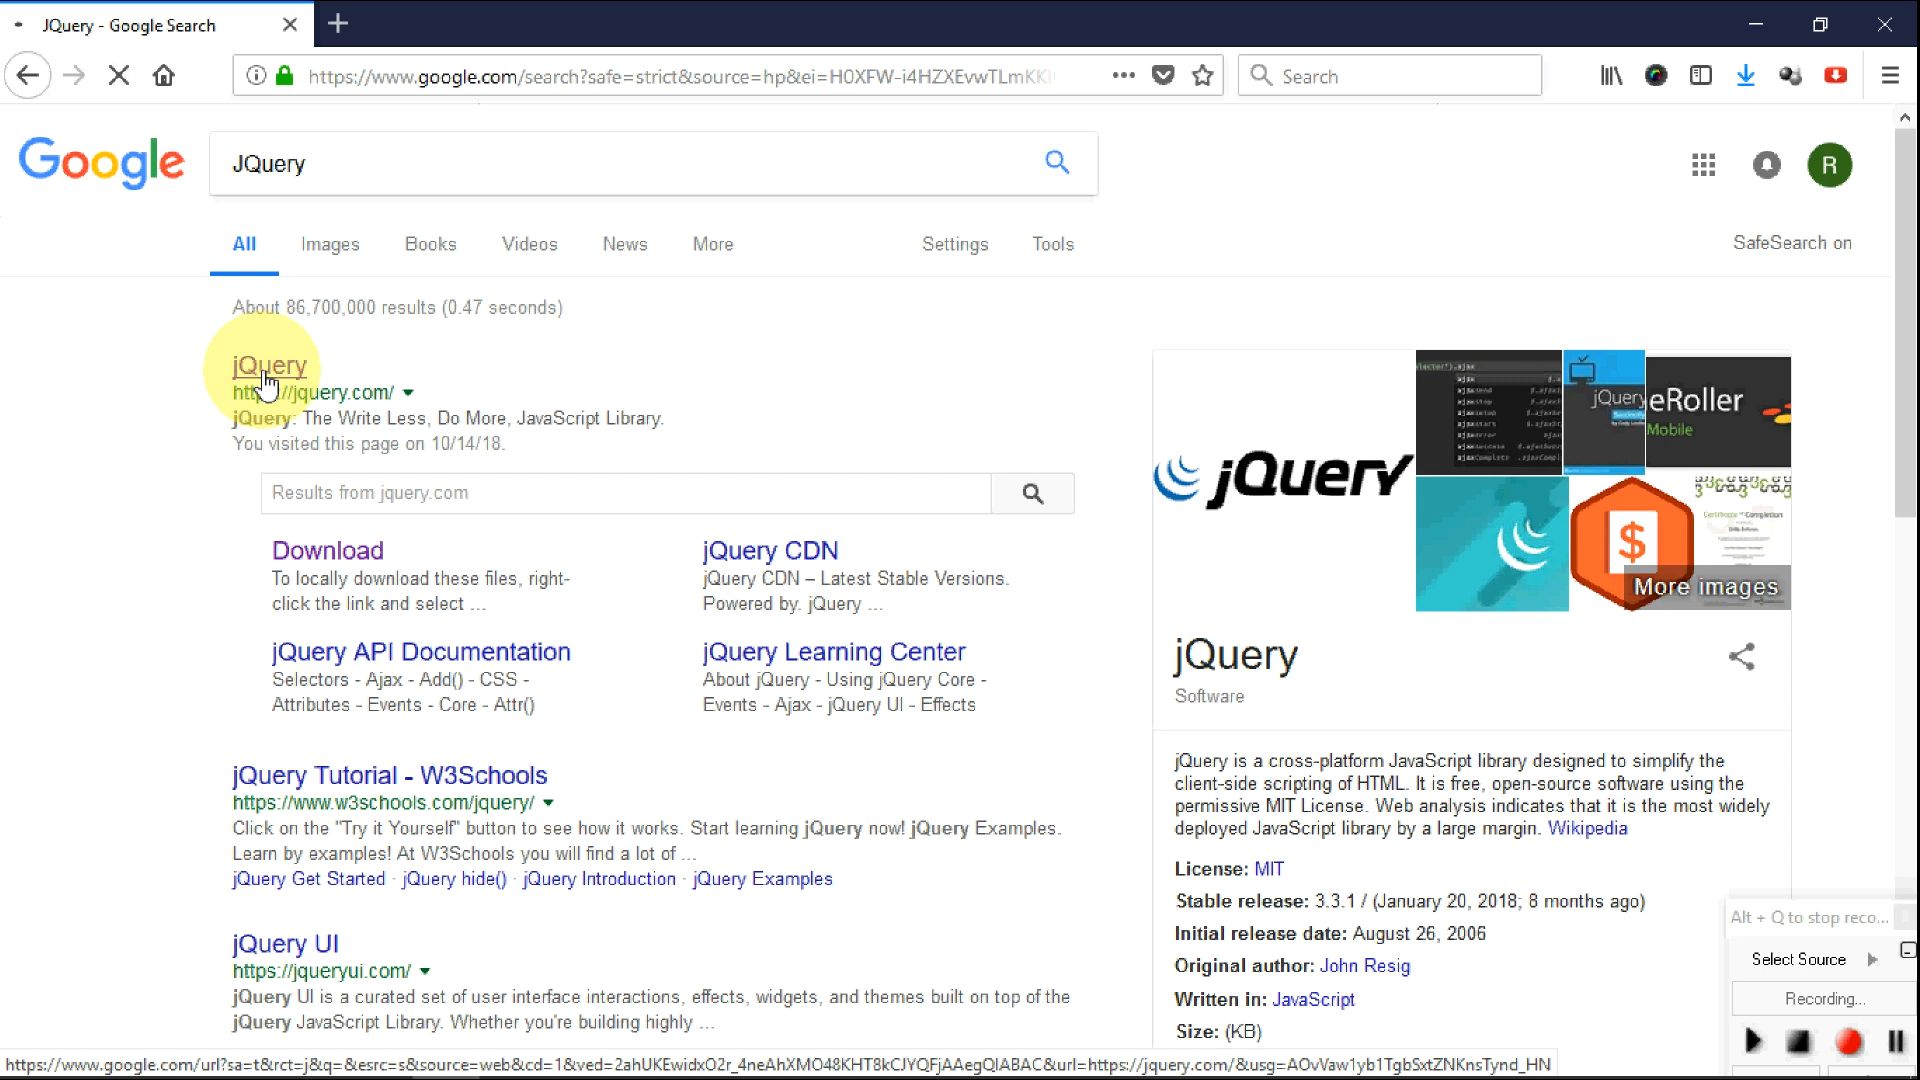 JQuery - Google Search
https://www.google.com/search?safe=strict&source=hp&ei=H0XFW-i4HZXEvwTLmKK
Search
Google
JQuery
R
All Images Books Videos News More Settings Tools
SafeSearch on
About 86,700,000 results (0.47 seconds)
jQuery
https://jquery.com/
jQuery: The Write Less, Do More, JavaScript Library.
You visited this page on 10/14/18.
Results from jquery.com
Download
To locally download these files, right-
click the link and select ...
jQuery CDN
jQuery CDN – Latest Stable Versions.
Powered by. jQuery ...
jQuery API Documentation
Selectors - Ajax - Add() - CSS -
Attributes - Events - Core - Attr()
jQuery Learning Center
About jQuery - Using jQuery Core -
Events - Ajax - jQuery UI - Effects
jQuery Tutorial - W3Schools
https://www.w3schools.com/jquery/
Click on the "Try it Yourself" button to see how it works. Start learning jQuery now! jQuery Examples.
Learn by examples! At W3Schools you will find a lot of ...
jQuery Get Started · jQuery hide() · jQuery Introduction · jQuery Examples
jQuery UI
https://jqueryui.com/
jQuery UI is a curated set of user interface interactions, effects, widgets, and themes built on top of the
jQuery JavaScript Library. Whether you're building highly ...
jQuery
jQuery
eRoller
Mobile
$
More images
jQuery
Software
jQuery is a cross-platform JavaScript library designed to simplify the
client-side scripting of HTML. It is free, open-source software using the
permissive MIT License. Web analysis indicates that it is the most widely
deployed JavaScript library by a large margin. Wikipedia
License: MIT
Stable release: 3.3.1 / (January 20, 2018; 8 months ago)
Initial release date: August 26, 2006
Original author: John Resig
Written in: JavaScript
Size: (KB)
Alt + Q to stop reco...
Select Source
Recording...
https://www.google.com/url?sa=t&rct=j&q=&esrc=s&source=web&cd=1&ved=2ahUKEwidxO2r_4neAhXMO48KHT8kCJYQFjAAegQIABAC&url=https://jquery.com/&usg=AOvVaw1yb1TgbSxtZNKnsTynd_HN